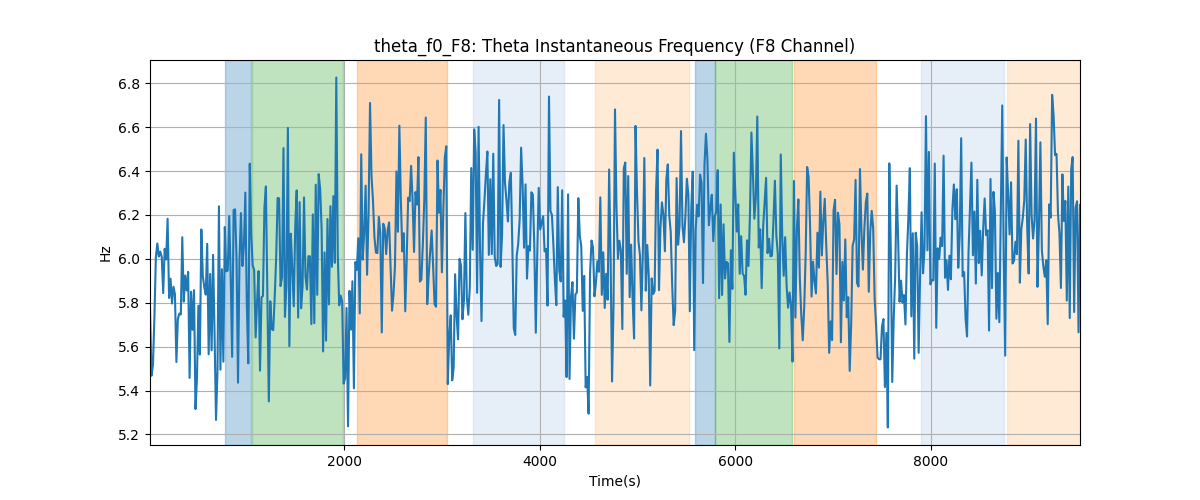 theta_f0_F8: Theta Instantaneous Frequency (F8 Channel)
Hz
6.8
6.6
6.4
6.2
6.0
5.8
5.6
5.4
5.2
2000 4000 6000 8000
Time(s)